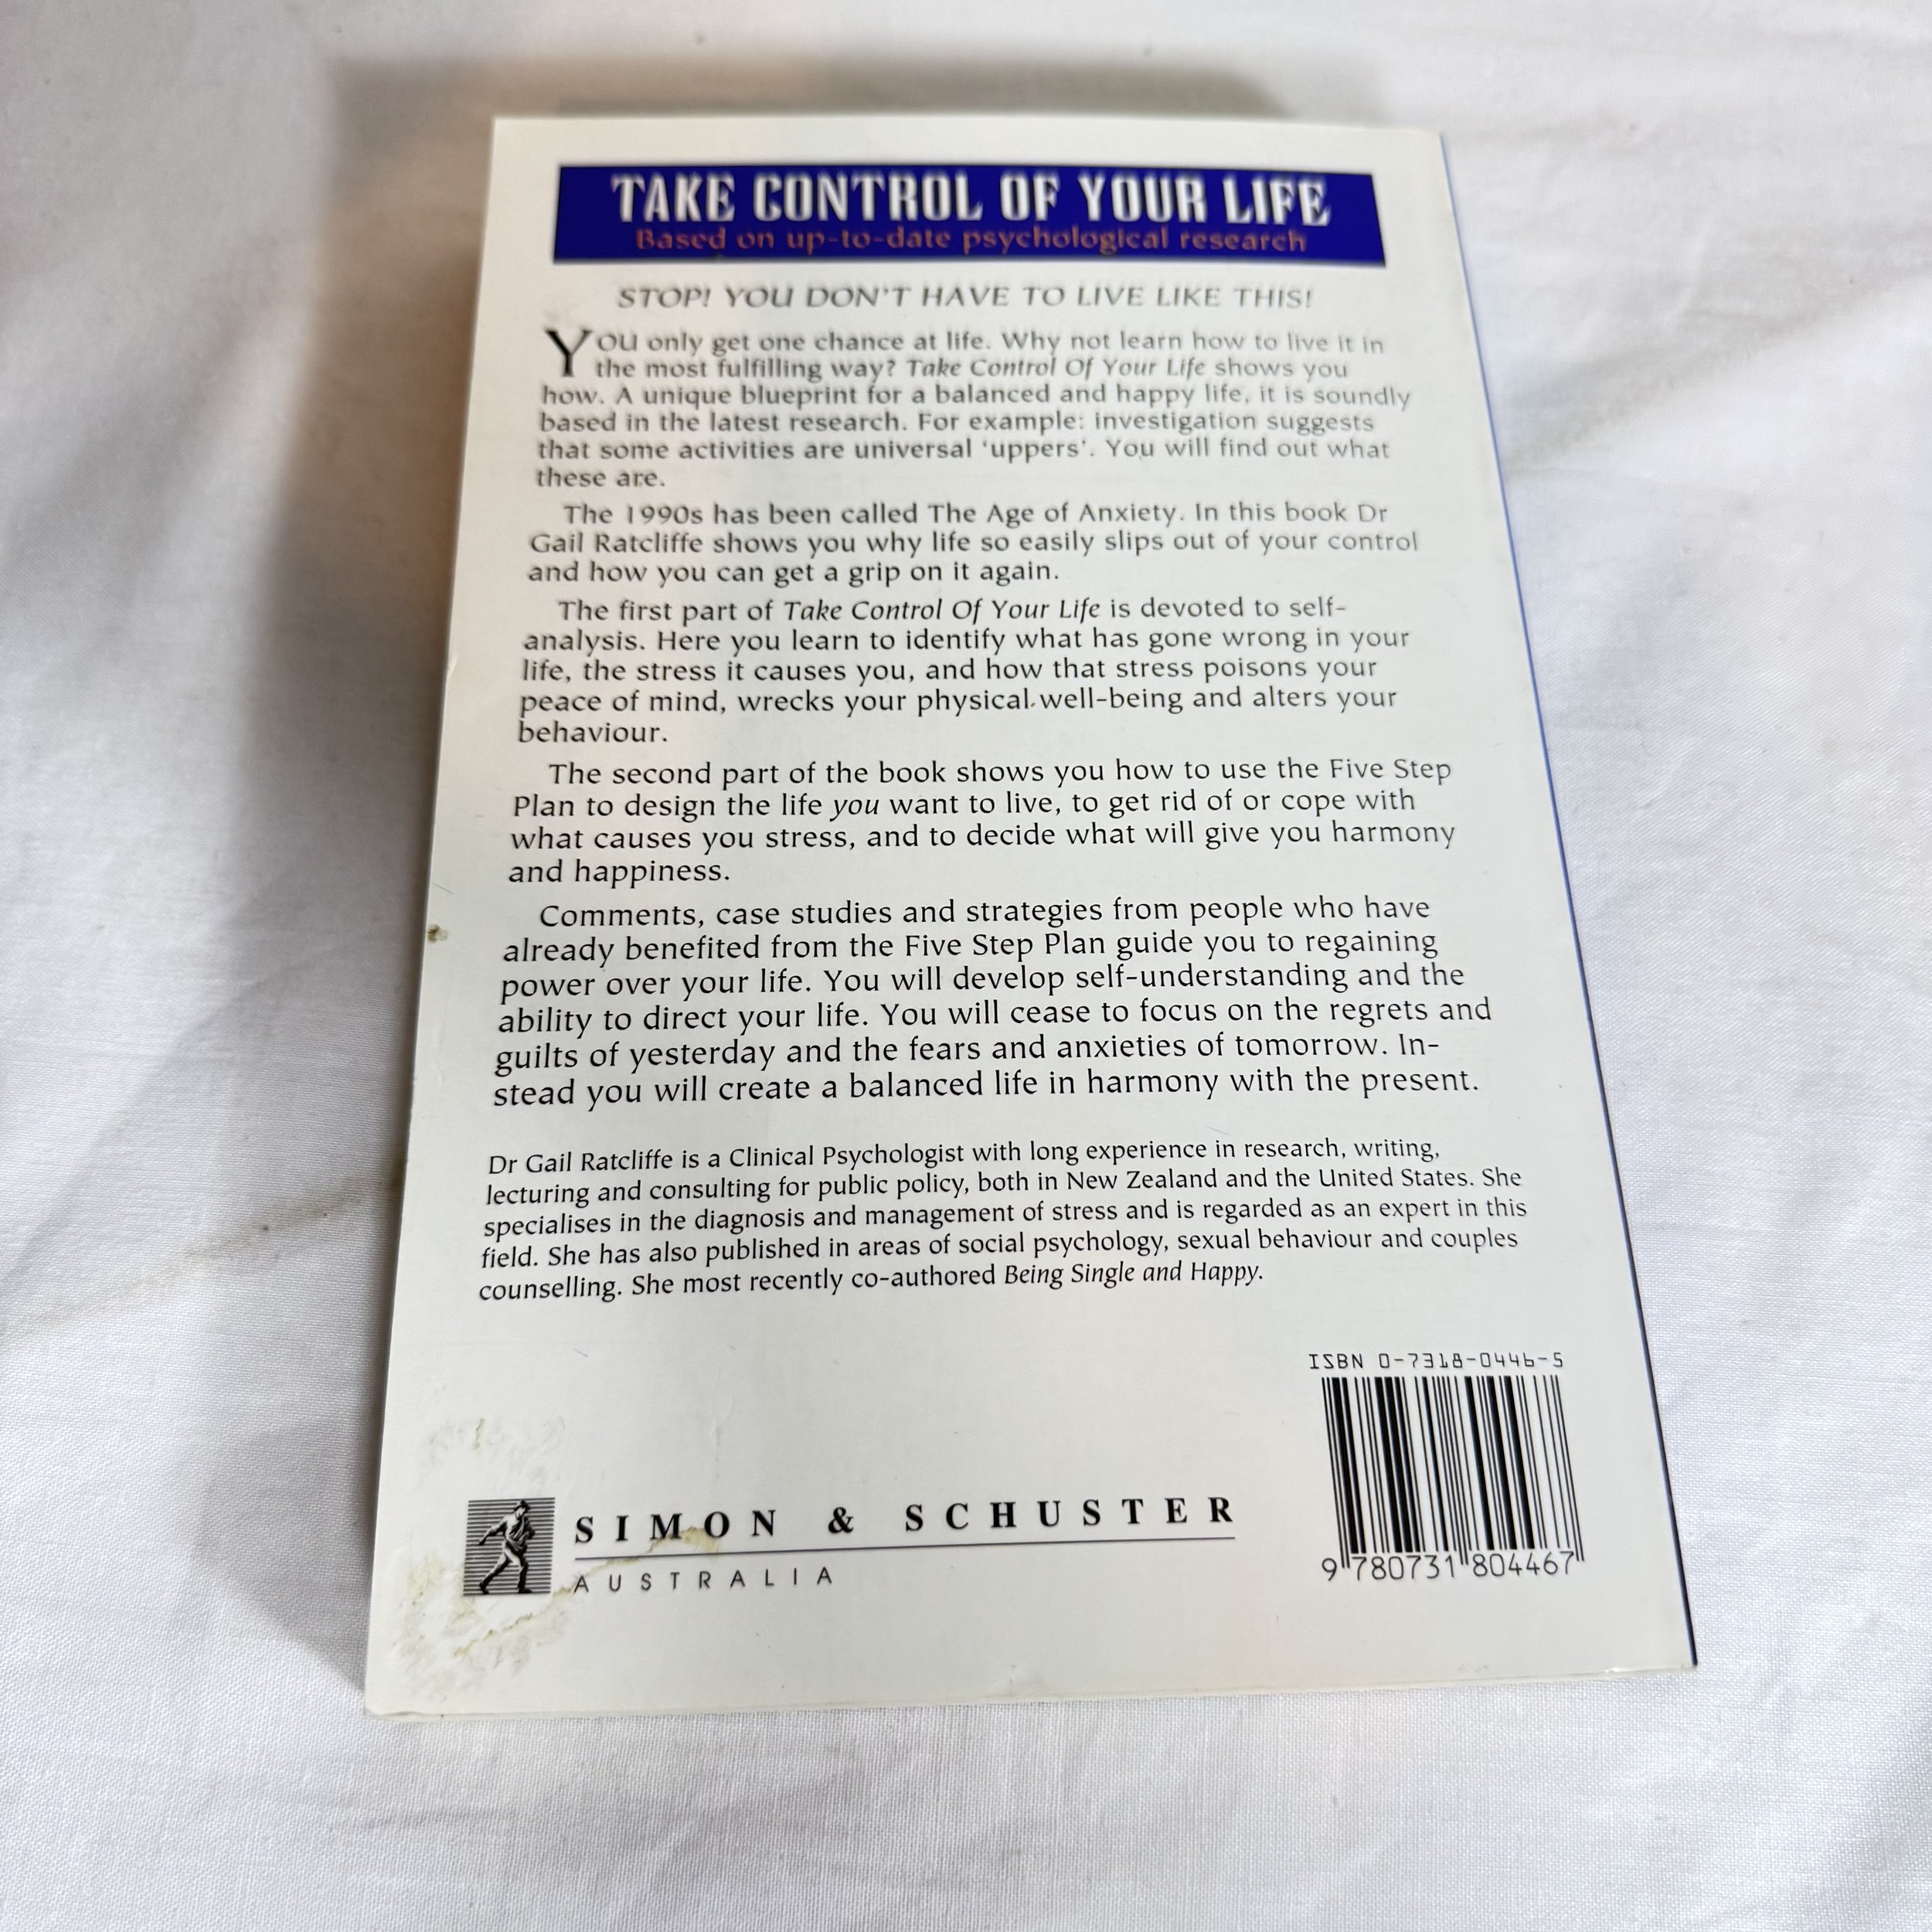 TAKE CONTROL OF YOUR LIFE
Based on up-to-date psychological research
STOP! YOU DON'T HAVE TO LIVE LIKE THIS!
YOU only get one chance at life. Why not learn how to live it in
the most fulfilling way? Take Control Of Your Life shows you
how. A unique blueprint for a balanced and happy life, it is soundly
based in the latest research. For example: investigation suggests
that some activities are universal ‘uppers’. You will find out what
these are.
The 1990s has been called The Age of Anxiety. In this book Dr
Gail Ratcliffe shows you why life so easily slips out of your control
and how you can get a grip on it again.
The first part of Take Control Of Your Life is devoted to self-
analysis. Here you learn to identify what has gone wrong in your
life, the stress it causes you, and how that stress poisons your
peace of mind, wrecks your physical well-being and alters your
behaviour.
The second part of the book shows you how to use the Five Step
Plan to design the life you want to live, to get rid of or cope with
what causes you stress, and to decide what will give you harmony
and happiness.
Comments, case studies and strategies from people who have
already benefited from the Five Step Plan guide you to regaining
power over your life. You will develop self-understanding and the
ability to direct your life. You will cease to focus on the regrets and
guilts of yesterday and the fears and anxieties of tomorrow. In-
stead you will create a balanced life in harmony with the present.
Dr Gail Ratcliffe is a Clinical Psychologist with long experience in research, writing,
lecturing and consulting for public policy, both in New Zealand and the United States. She
specialises in the diagnosis and management of stress and is regarded as an expert in this
field. She has also published in areas of social psychology, sexual behaviour and couples
counselling. She most recently co-authored Being Single and Happy.
ISBN 0-7318-0446-5
9 780731 804467
SIMON & SCHUSTER
AUSTRALIA